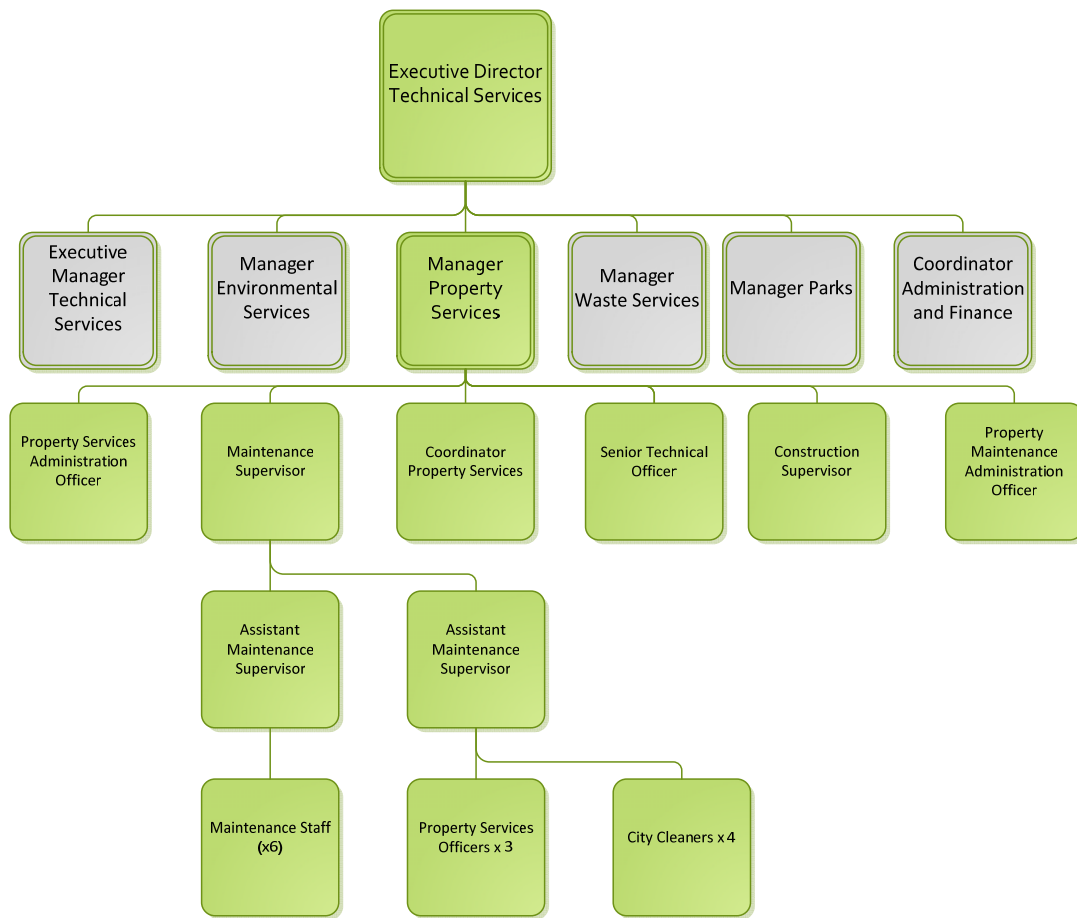 Executive Director
Technical Services
Executive
Manager
Technical
Services
Manager
Environmental
Services
Manager
Property
Services
Manager
Waste Services
Manager Parks
Coordinator
Administration
and Finance
Property Services
Administration
Officer
Maintenance
Supervisor
Coordinator
Property Services
Senior Technical
Officer
Construction
Supervisor
Property
Maintenance
Administration
Officer
Assistant
Maintenance
Supervisor
Assistant
Maintenance
Supervisor
Maintenance Staff
(x6)
Property Services
Officers x 3
City Cleaners x 4